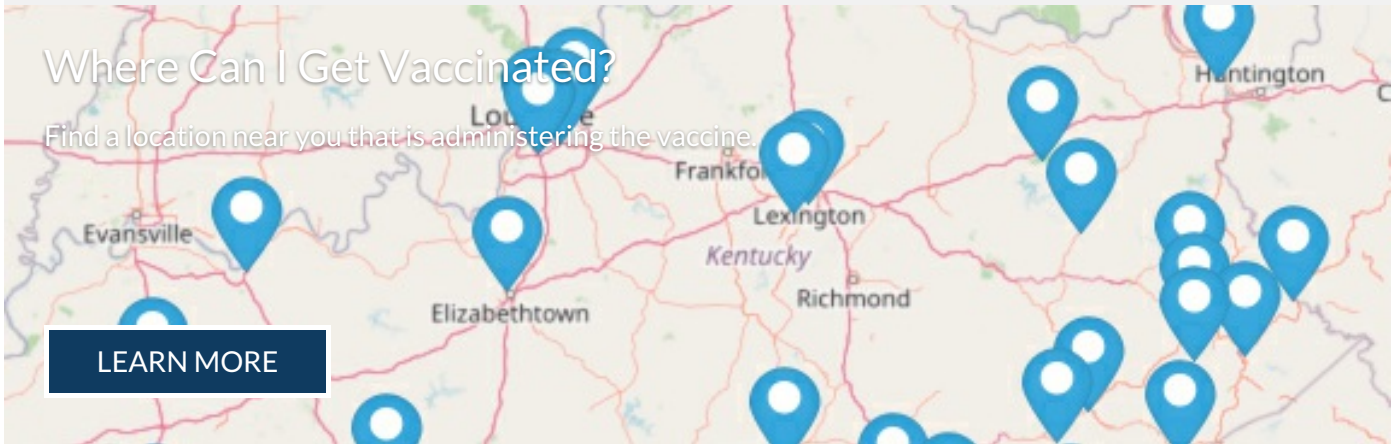 Where Can I Get Vaccinated?
Find a location near you that is administering the vaccine.
Huntington
Frankfo
Lexington
Evansville
Kentucky
Richmond
Elizabethtown
LEARN MORE